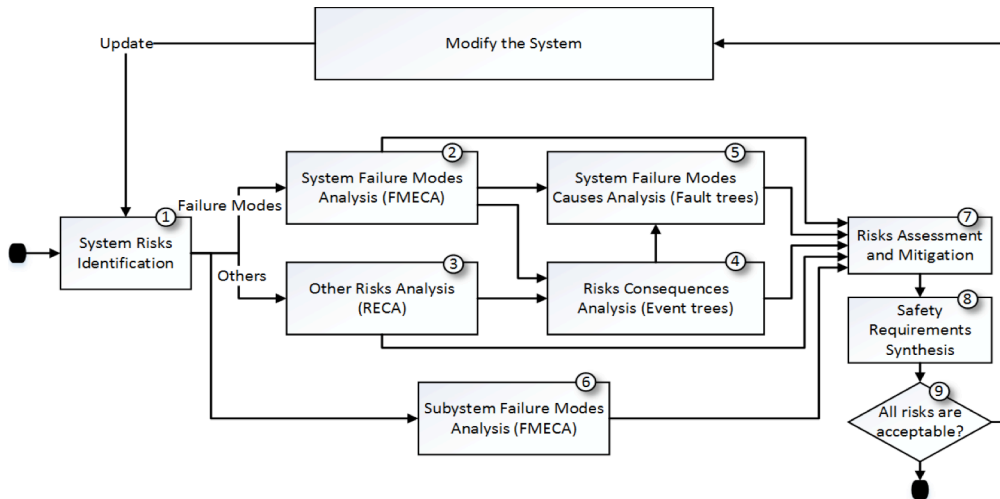 Update
Modify the System
2
System Failure Modes
Analysis (FMECA)
5
System Failure Modes
Causes Analysis (Fault trees)
Failure Modes
1
System Risks
Identification
Others
3
Other Risks Analysis
(RECA)
4
Risks Consequences
Analysis (Event trees)
7
Risks Assessment
and Mitigation
8
Safety
Requirements
Synthesis
6
Subystem Failure Modes
Analysis (FMECA)
9
All risks are
acceptable?